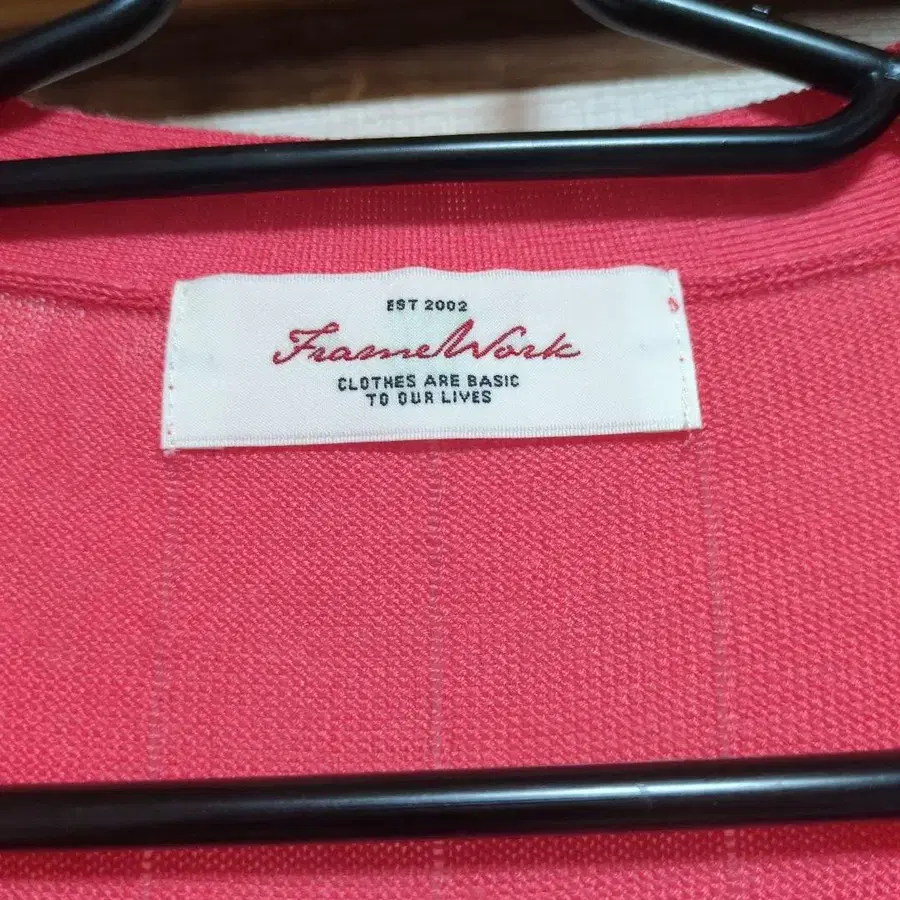 EST 2002
FrameWork
CLOTHES ARE BASIC
TO OUR LIVES